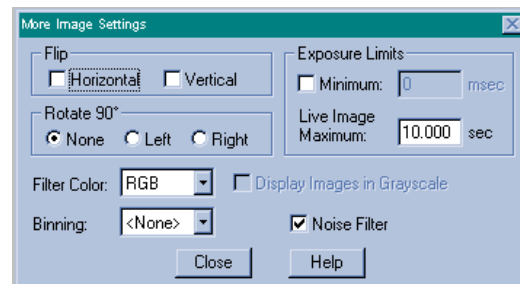 More Image Settings
Flip
Horizontal Vertical
Exposure Limits
Minimum: 0 msec
Live Image
Maximum: 10.000 sec
Rotate 90°
None Left Right
Filter Color: RGB Display Images in Grayscale
Binning: <None> Noise Filter
Close Help